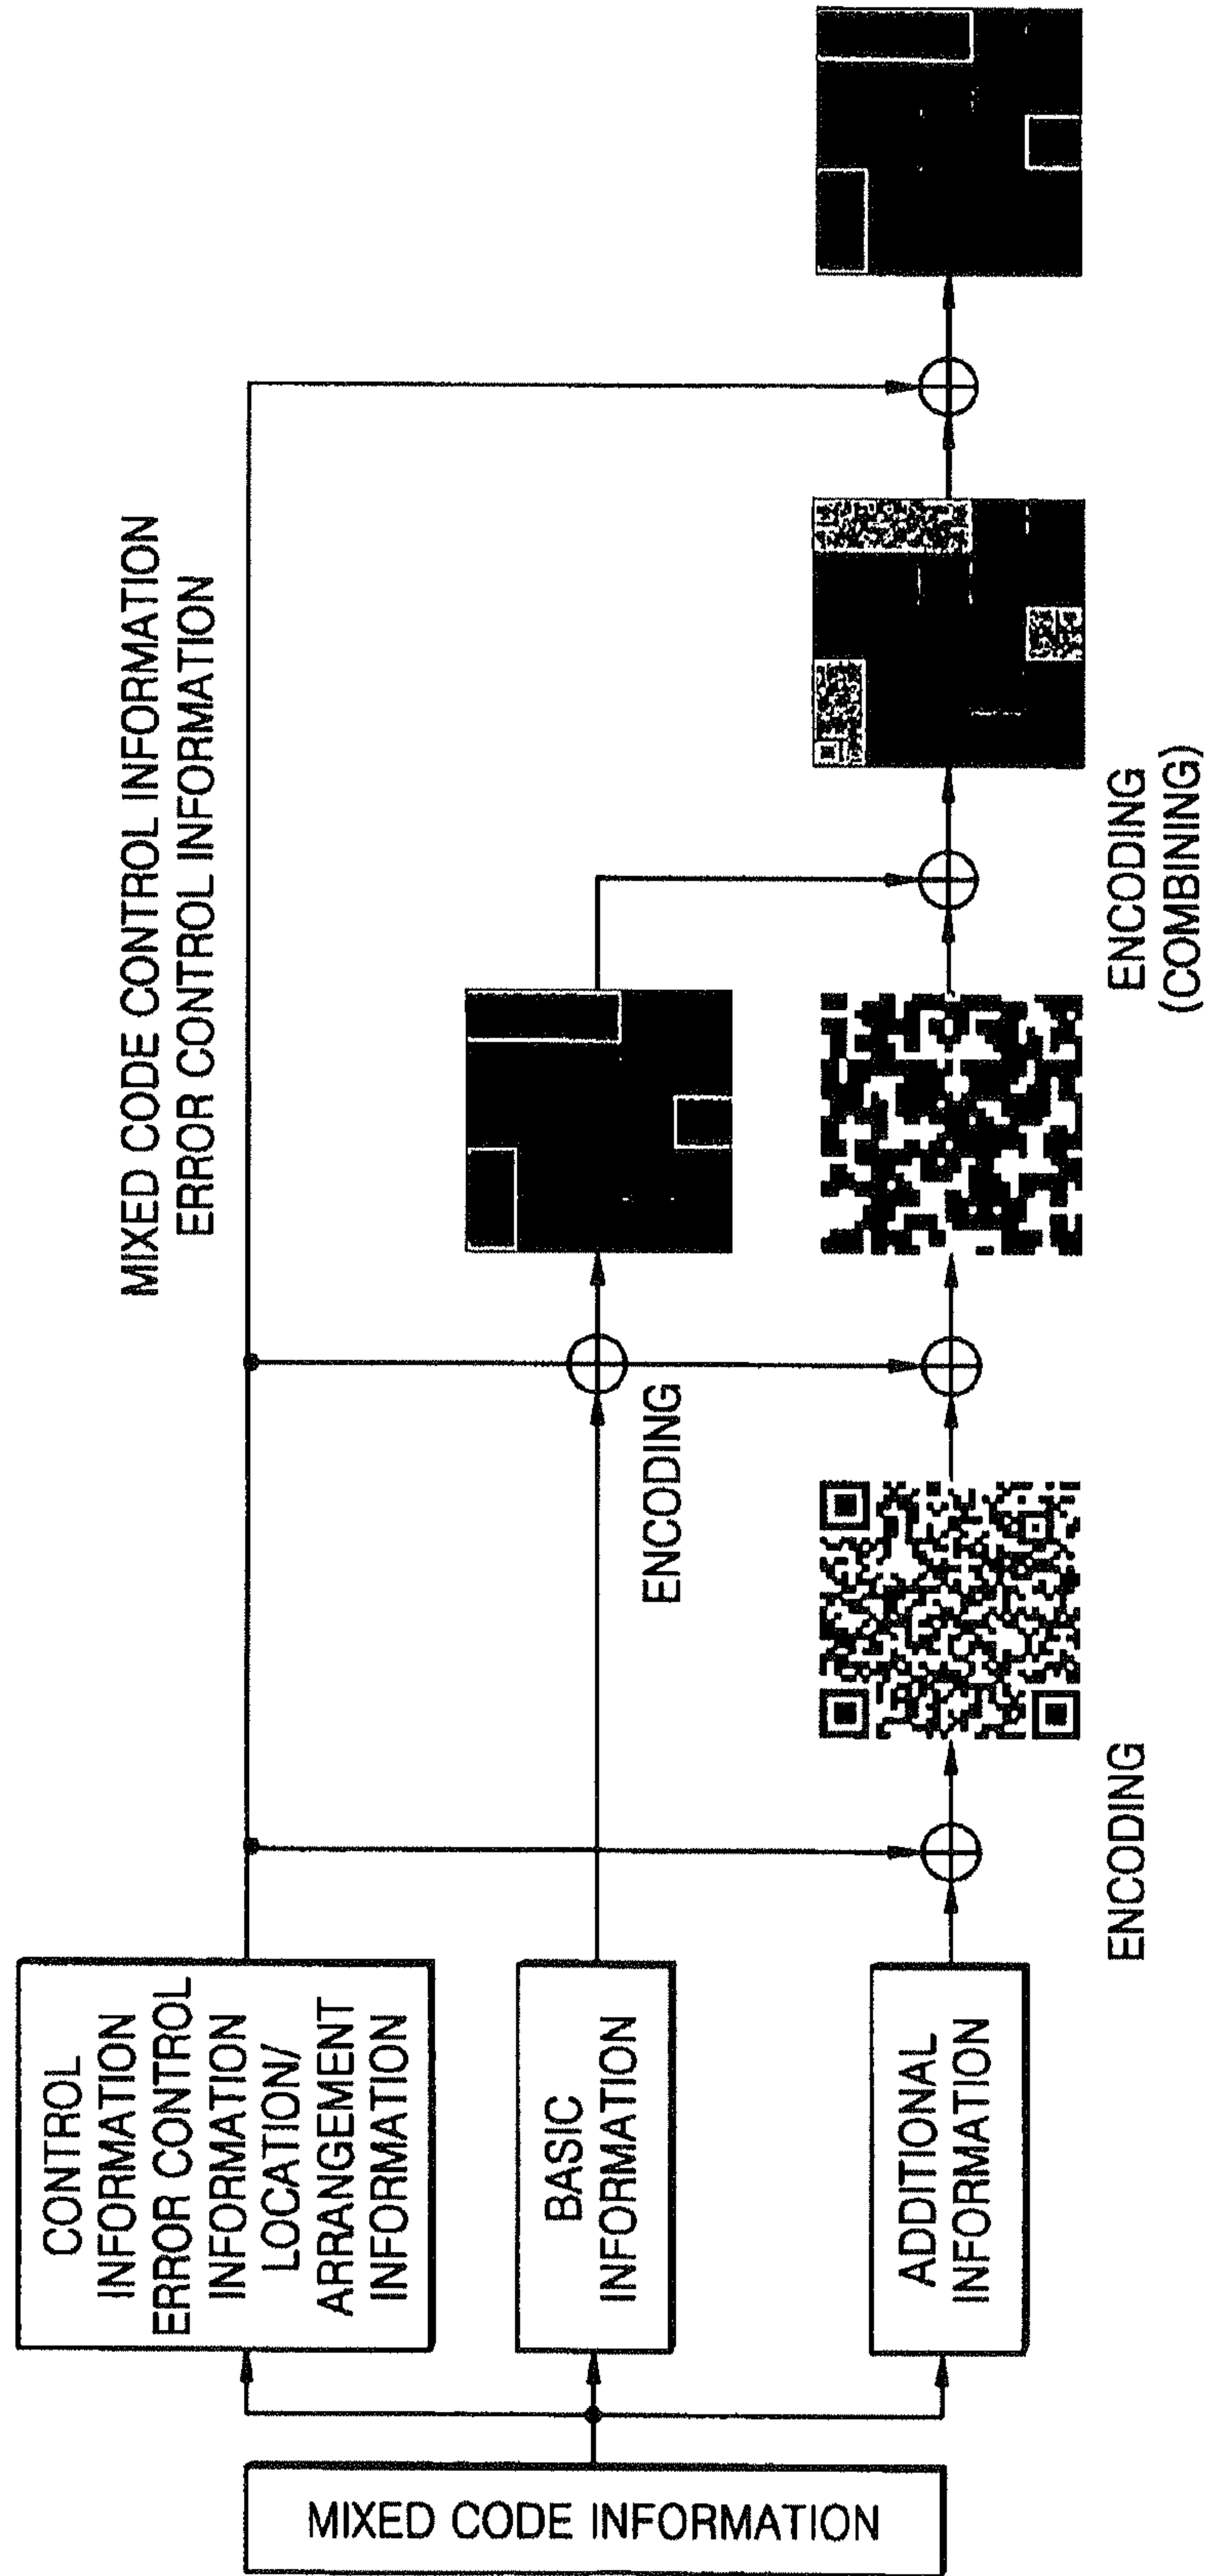 MIXED CODE INFORMATION
CONTROL
INFORMATION
ERROR CONTROL
INFORMATION
LOCATION/
ARRANGEMENT
INFORMATION
BASIC
INFORMATION
ADDITIONAL
INFORMATION
MIXED CODE CONTROL INFORMATION
ERROR CONTROL INFORMATION
ENCODING
ENCODING
ENCODING
(COMBINING)